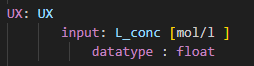 UX: UX
input: L_conc [mol/l ]
datatype : float